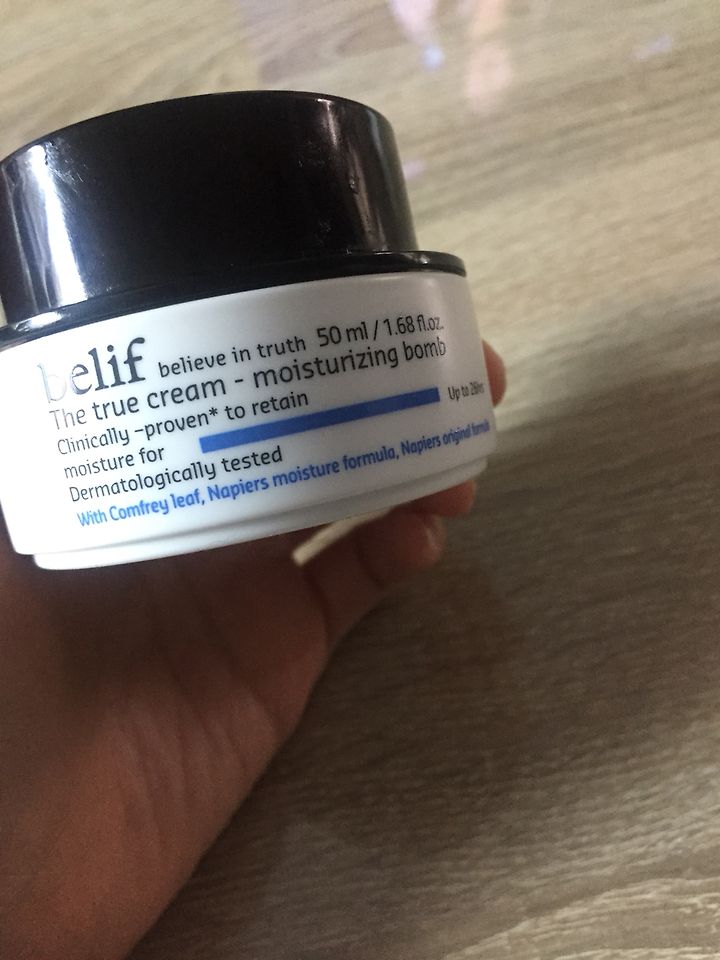 belif believe in truth 50 ml / 1.68 fl.oz.
The true cream - moisturizing bomb
Clinically -proven* to retain
moisture for Up to 26hrs
Dermatologically tested
With Comfrey leaf, Napiers moisture formula, Napiers original formula